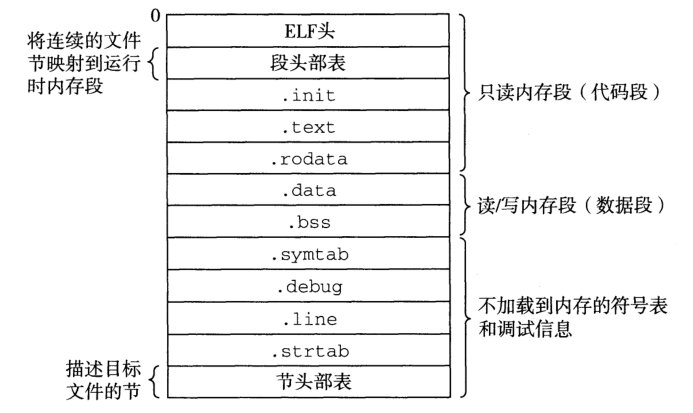 0
将连续的文件
节映射到运行
时内存段
ELF头
段头部表
.init
.text
.rodata
只读内存段（代码段）
.data
.bss
读/写内存段（数据段）
.symtab
.debug
.line
.strtab
不加载到内存的符号表
和调试信息
描述目标
文件的节
节头部表